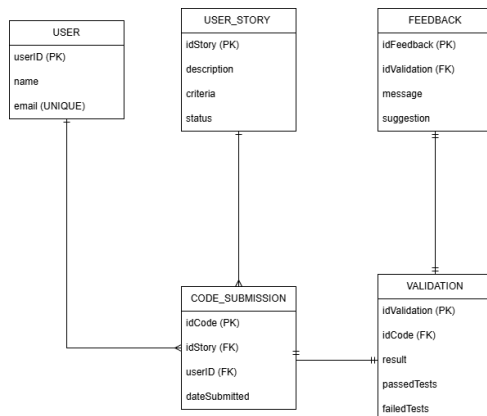 USER
userID (PK)
name
email (UNIQUE)
USER_STORY
idStory (PK)
description
criteria
status
FEEDBACK
idFeedback (PK)
idValidation (FK)
message
suggestion
CODE_SUBMISSION
idCode (PK)
idStory (FK)
userID (FK)
dateSubmitted
VALIDATION
idValidation (PK)
idCode (FK)
result
passedTests
failedTests